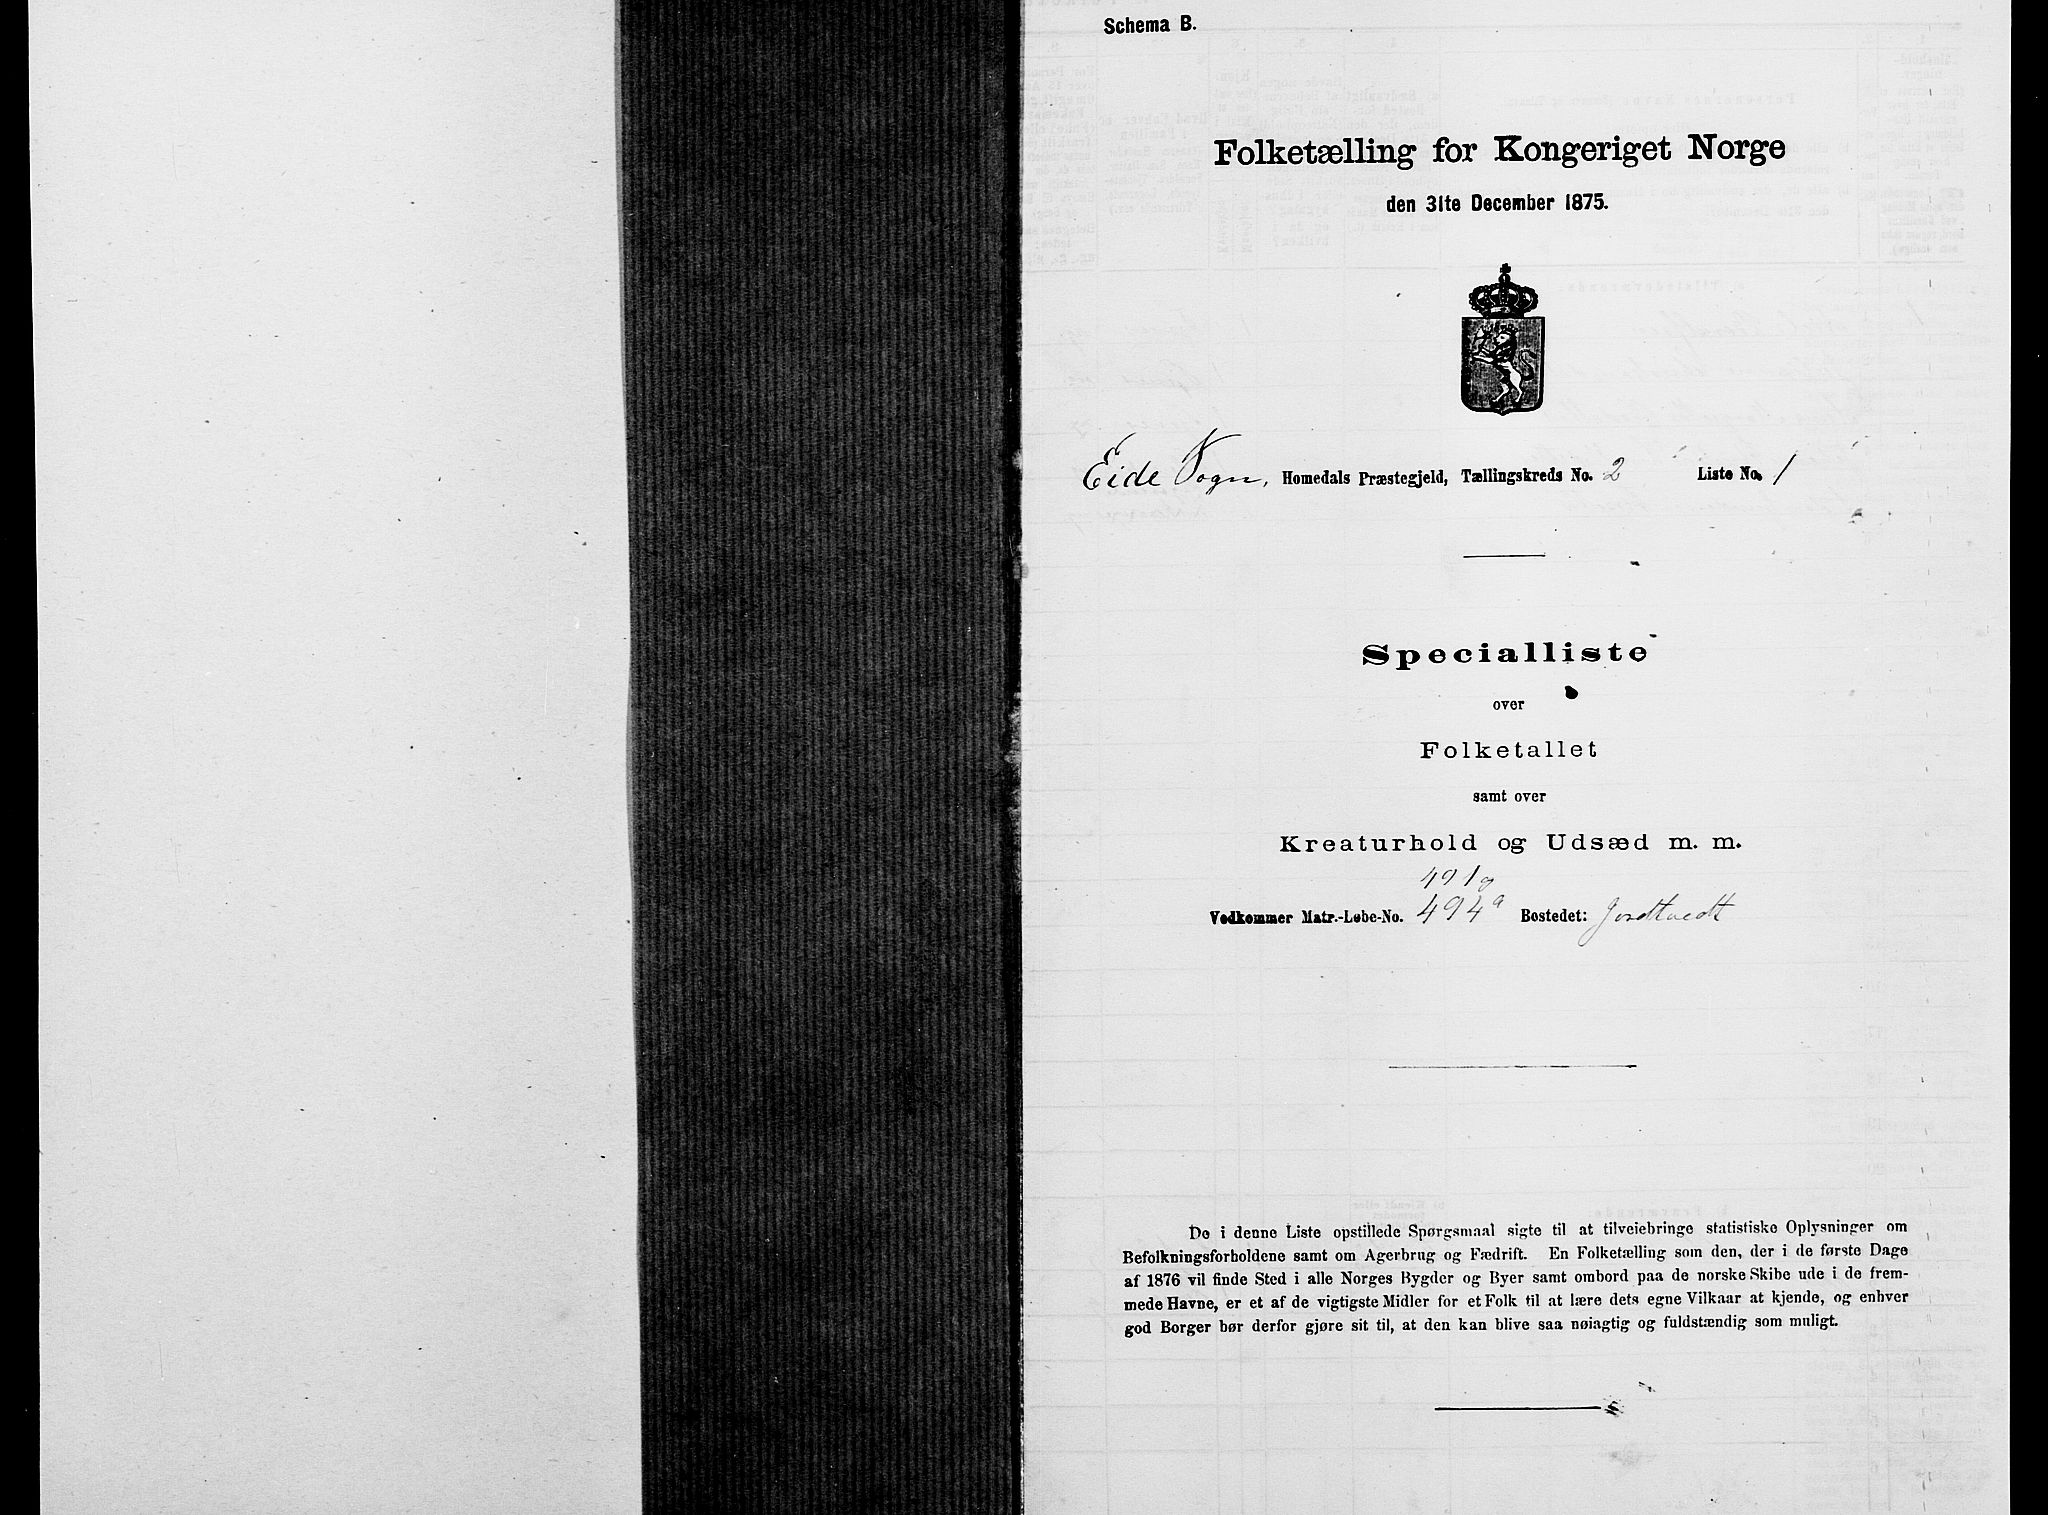 Schema B.
Folketælling for Kongeriget Norge
den 31te December 1875.
Eide Sogn, Homedals Præstegjeld, Tællingskreds No. 2 Liste No. 1
Specialliste
over
Folketallet
samt over
Kreaturhold og Udsæd m. m.
491g
Vedkommer Matr.-Løbe-No. 494a Bostedet: Jordtvedt
De i denne Liste opstillede Spørgsmaal sigte til at tilveiebringe statistiske Oplysninger om
Befolkningsforholdene samt om Agerbrug og Fædrift. En Folketælling som den, der i de første Dage
af 1876 vil finde Sted i alle Norges Bygder og Byer samt ombord paa de norske Skibe ude i de frem-
mede Havne, er et af de vigtigste Midler for et Folk til at lære dets egne Vilkaar at kjende, og enhver
god Borger bør derfor gjøre sit til, at den kan blive saa nøiagtig og fuldstændig som muligt.